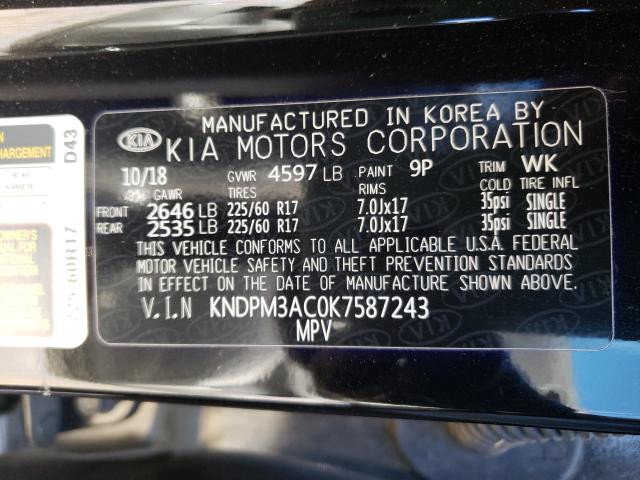 MANUFACTURED IN KOREA BY
KIA KIA MOTORS CORPORATION
10/18 GVWR 4597 LB PAINT 9P TRIM WK
GAWR TIRES RIMS COLD TIRE INFL
FRONT 2646 LB 225/60 R17 7.0Jx17 35psi SINGLE
REAR 2535 LB 225/60 R17 7.0Jx17 35psi SINGLE
THIS VEHICLE CONFORMS TO ALL APPLICABLE U.S.A. FEDERAL
MOTOR VEHICLE SAFETY AND THEFT PREVENTION STANDARDS
IN EFFECT ON THE DATE OF MANUFACTURE SHOWN ABOVE.
V.I.N KNDPM3AC0K7587243
MPV
D43
225/60R17